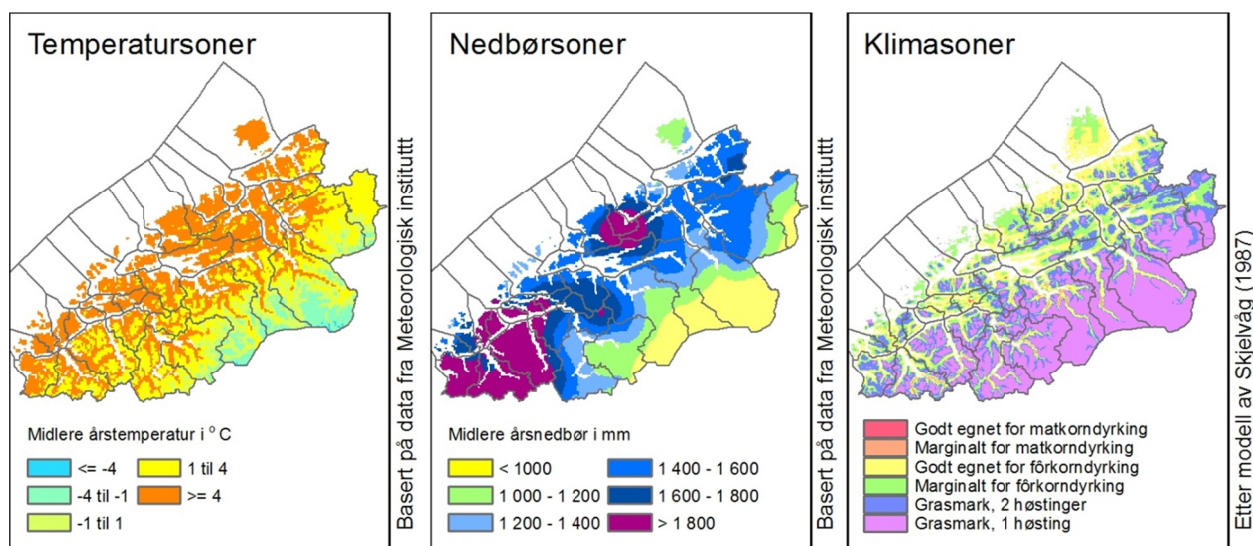 Temperatursoner
Midlere årstemperatur i °C
<= -4
-4 til -1
-1 til 1
1 til 4
>= 4
Basert på data fra Meteorologisk instituttt
Nedbørsoner
Midlere årsnedbør i mm
< 1000
1 000 - 1 200
1 200 - 1 400
1 400 - 1 600
1 600 - 1 800
> 1 800
Basert på data fra Meteorologisk instituttt
Klimasoner
Godt egnet for matkorndyrking
Marginalt for matkorndyrking
Godt egnet for fôrkorndyrking
Marginalt for fôrkorndyrking
Grasmark, 2 høstinger
Grasmark, 1 høsting
Etter modell av Skjelvåg (1987)